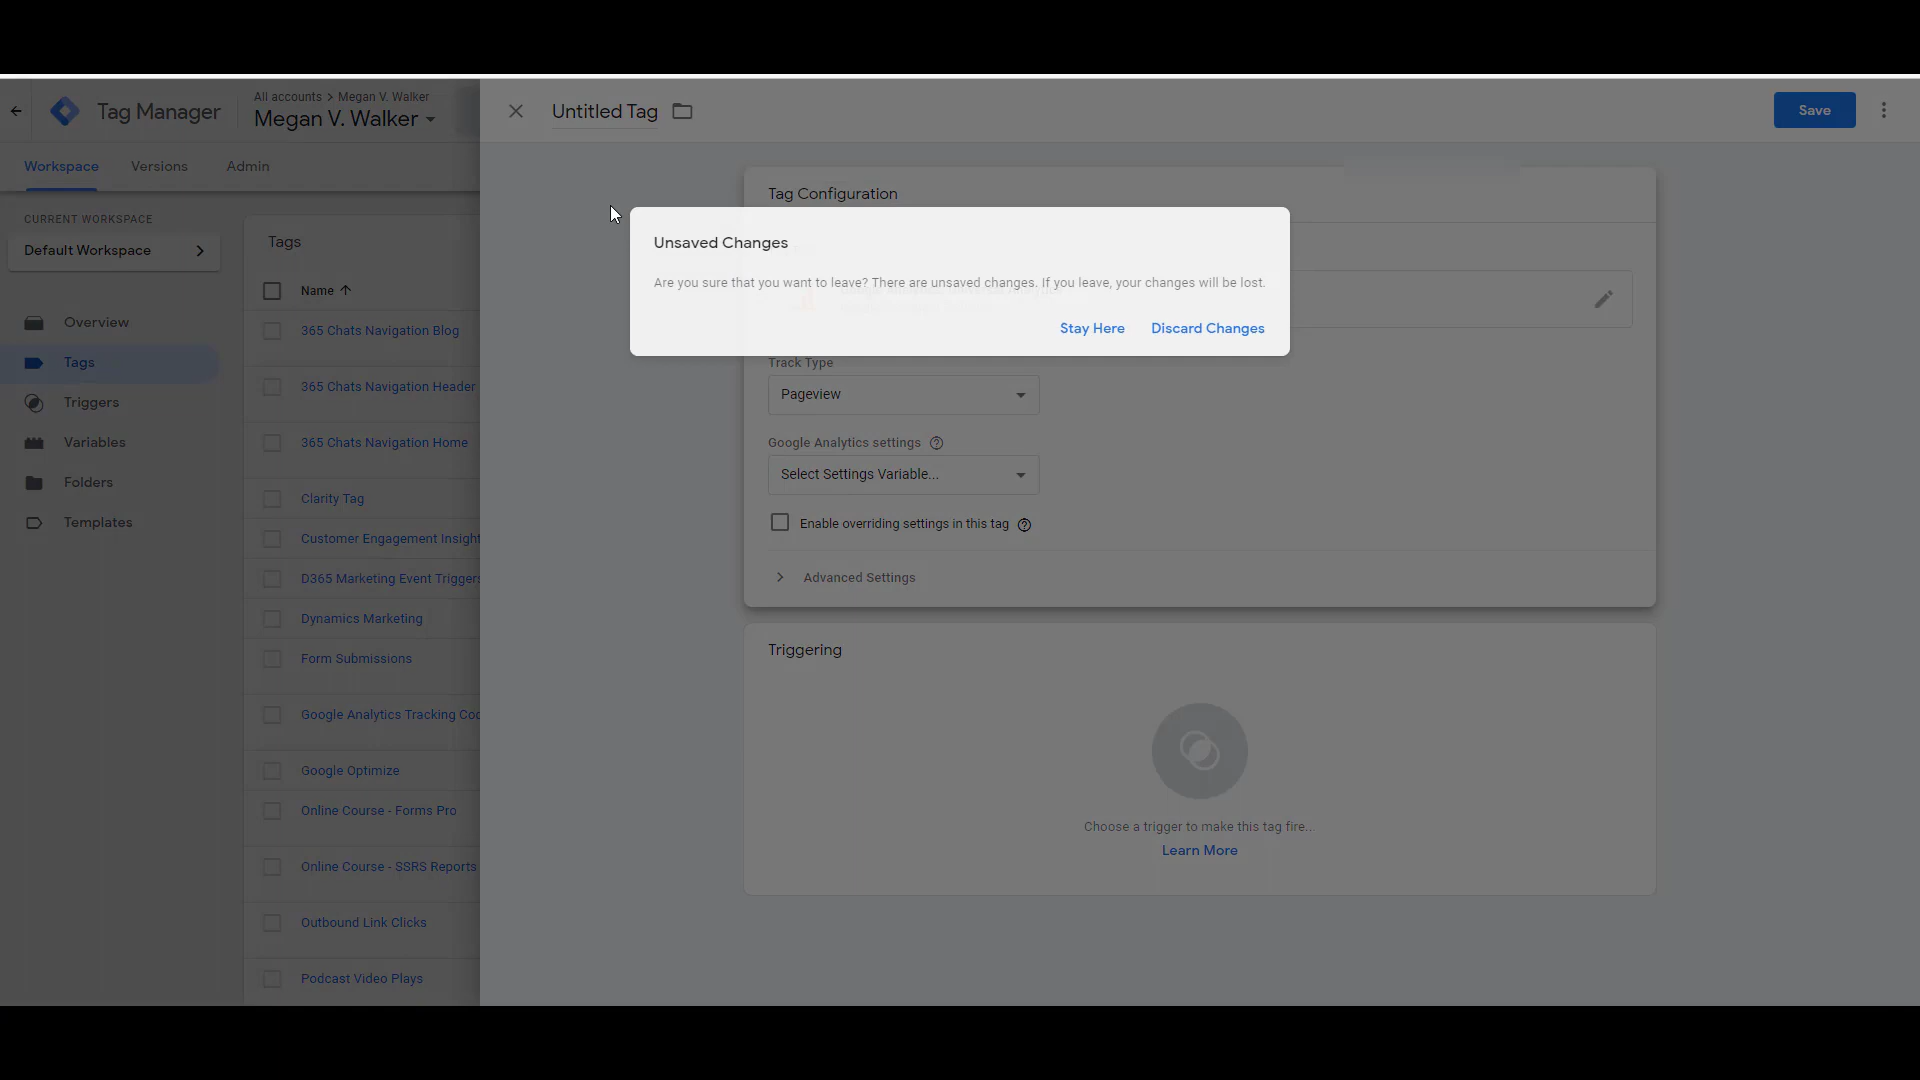 Tag Manager
All accounts > Megan V. Walker
Megan V. Walker
Untitled Tag
Save
Workspace
Versions
Admin
CURRENT WORKSPACE
Default Workspace
Overview
Tags
Triggers
Variables
Folders
Templates
Tags
Name
365 Chats Navigation Blog
365 Chats Navigation Header
365 Chats Navigation Home
Clarity Tag
Customer Engagement Insight
D365 Marketing Event Triggers
Dynamics Marketing
Form Submissions
Google Analytics Tracking Co
Google Optimize
Online Course - Forms Pro
Online Course - SSRS Reports
Outbound Link Clicks
Podcast Video Plays
Tag Configuration
Unsaved Changes
Are you sure that you want to leave? There are unsaved changes. If you leave, your changes will be lost.
Stay Here
Discard Changes
Track Type
Pageview
Google Analytics settings
Select Settings Variable...
Enable overriding settings in this tag
Advanced Settings
Triggering
Choose a trigger to make this tag fire...
Learn More